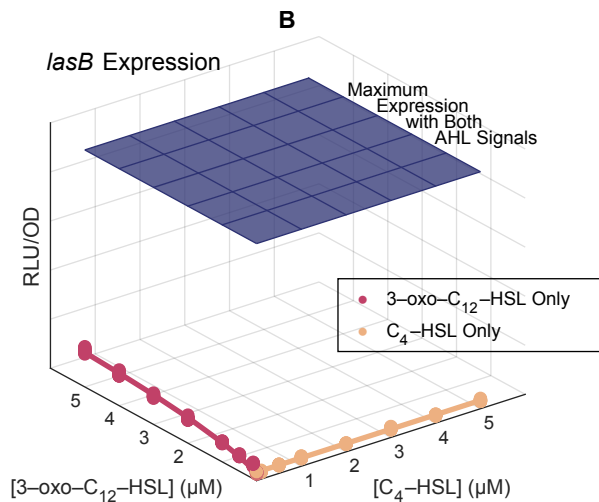 B
lasB Expression
Maximum
Expression
with Both
AHL Signals
RLU/OD
3–oxo–C12–HSL Only
C4–HSL Only
5
4
3
2
1
2
3
4
5
[3–oxo–C12–HSL] (μM)
[C4–HSL] (μM)